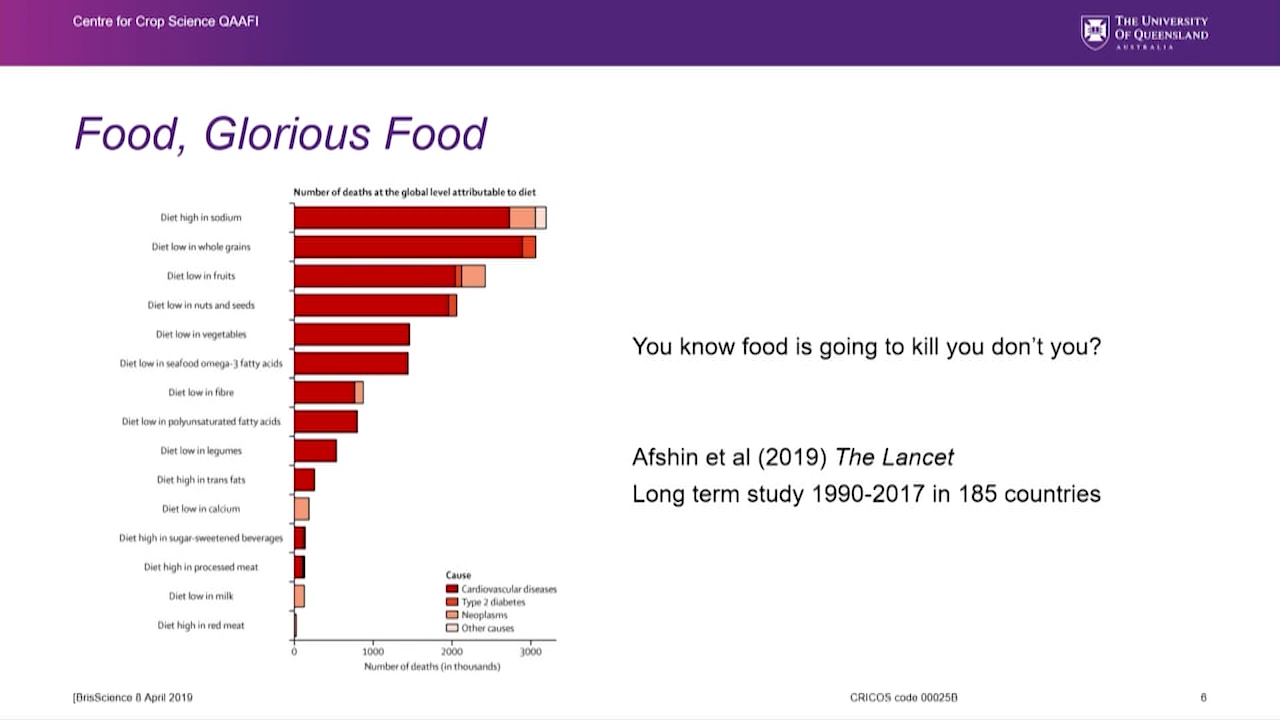 Centre for Crop Science QAAFI
THE UNIVERSITY
OF QUEENSLAND
AUSTRALIA
Food, Glorious Food
Number of deaths at the global level attributable to diet
Diet high in sodium
Diet low in whole grains
Diet low in fruits
Diet low in nuts and seeds
Diet low in vegetables
Diet low in seafood omega-3 fatty acids
Diet low in fibre
Diet low in polyunsaturated fatty acids
Diet low in legumes
Diet high in trans fats
Diet low in calcium
Diet high in sugar-sweetened beverages
Diet high in processed meat
Diet low in milk
Diet high in red meat
Cause
Cardiovascular diseases
Type 2 diabetes
Neoplasms
Other causes
0 1000 2000 3000
Number of deaths (in thousands)
You know food is going to kill you don't you?
Afshin et al (2019) The Lancet
Long term study 1990-2017 in 185 countries
[BrisScience 8 April 2019
CRICOS code 00025B
6